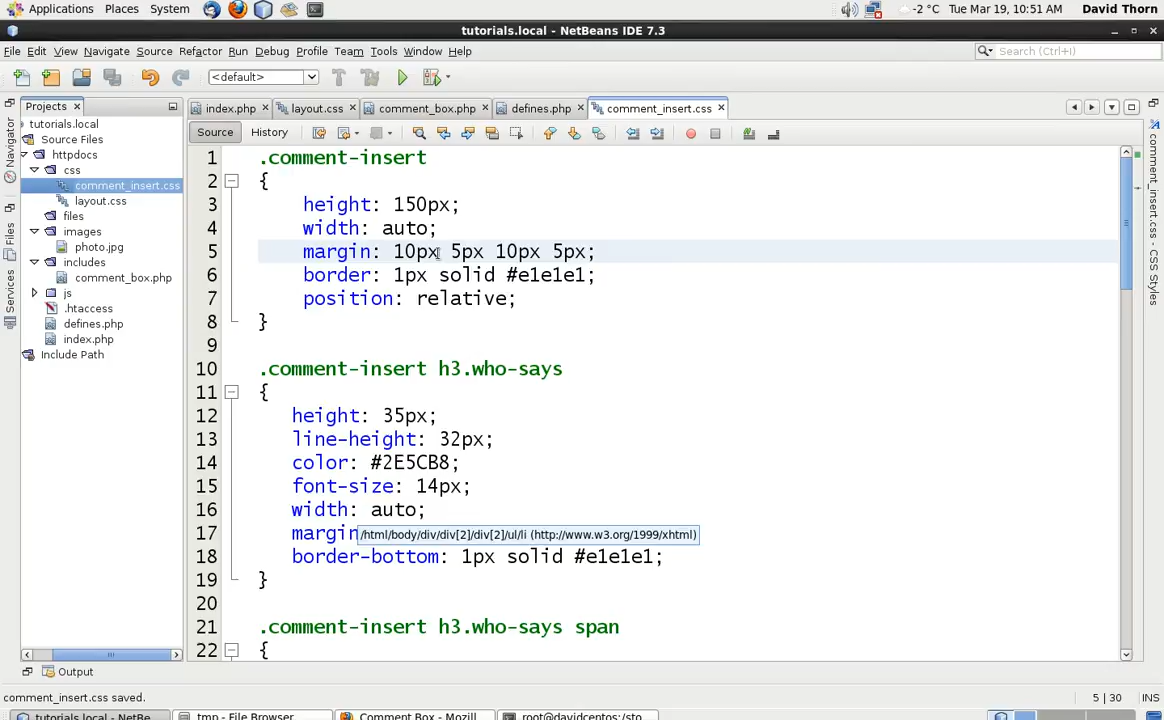 Applications Places System -2 °C Tue Mar 19, 10:51 AM David Thorn
tutorials.local - NetBeans IDE 7.3
File Edit View Navigate Source Refactor Run Debug Profile Team Tools Window Help Search (Ctrl+I)
<default>
Projects index.php layout.css comment_box.php defines.php comment_insert.css
Source History
tutorials.local
Source Files
httpdocs
css
comment_insert.css
layout.css
files
images
photo.jpg
includes
comment_box.php
js
.htaccess
defines.php
index.php
Include Path
Navigator
Files
Services
1 .comment-insert
2 {
3 height: 150px;
4 width: auto;
5 margin: 10px 5px 10px 5px;
6 border: 1px solid #e1e1e1;
7 position: relative;
8 }
9
10 .comment-insert h3.who-says
11 {
12 height: 35px;
13 line-height: 32px;
14 color: #2E5CB8;
15 font-size: 14px;
16 width: auto;
17 margin /html/body/div/div[2]/div[2]/ul/li (http://www.w3.org/1999/xhtml)
18 border-bottom: 1px solid #e1e1e1;
19 }
20
21 .comment-insert h3.who-says span
22 {
comment_insert.css - CSS Styles
Output
comment_insert.css saved. 5 | 30 INS
tutorials.local - NetBe... tmp - File Browser Comment Box - Mozill... root@davidcentos:/sto...